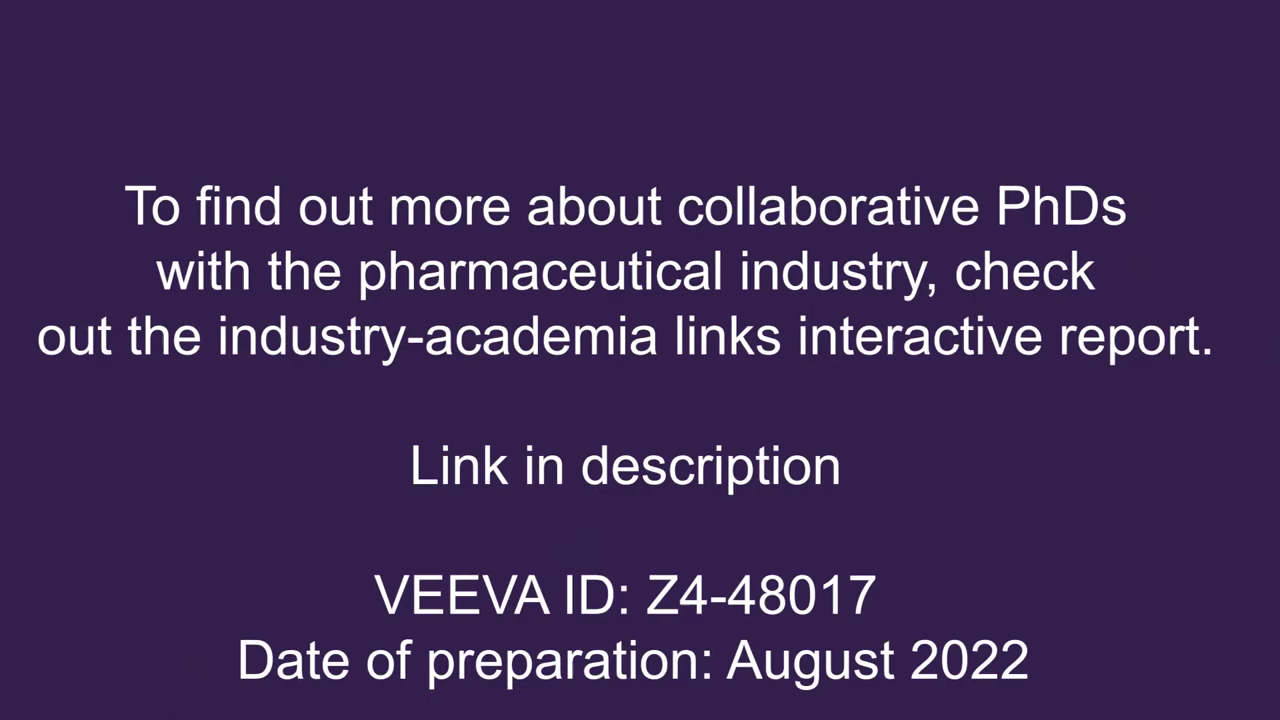 To find out more about collaborative PhDs
with the pharmaceutical industry, check
out the industry-academia links interactive report.
Link in description
VEEVA ID: Z4-48017
Date of preparation: August 2022